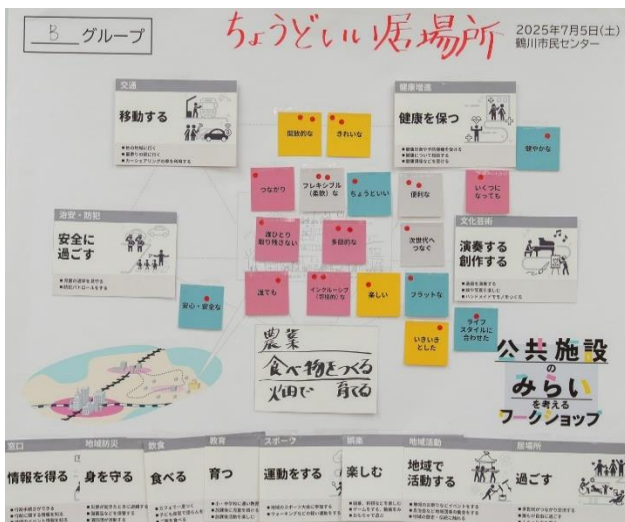 B グループ
ちょうどいい居場所
2025年7月5日(土)
鶴川市民センター
交通
移動する
健康増進
健康を保つ
開放的な
きれいな
健やかな
つながり
フレキシブル
(柔軟)な
ちょうどいい
便利な
いくつに
なっても
治安・防犯
安全に
過ごす
誰ひとり
取り残さない
多目的な
次世代へ
つなぐ
文化芸術
演奏する
創作する
安心・安全な
誰でも
インクルーシブ
(包括的)な
楽しい
フラットな
いきいき
とした
ライフ
スタイルに
合わせた
農業
食べ物をつくる
畑で 育てる
公共施設
の
みらい
を考える
ワークショップ
窓口
情報を得る
地域防災
身を守る
飲食
食べる
教育
育つ
スポーツ
運動をする
娯楽
楽しむ
地域活動
地域で
活動する
居場所
過ごす